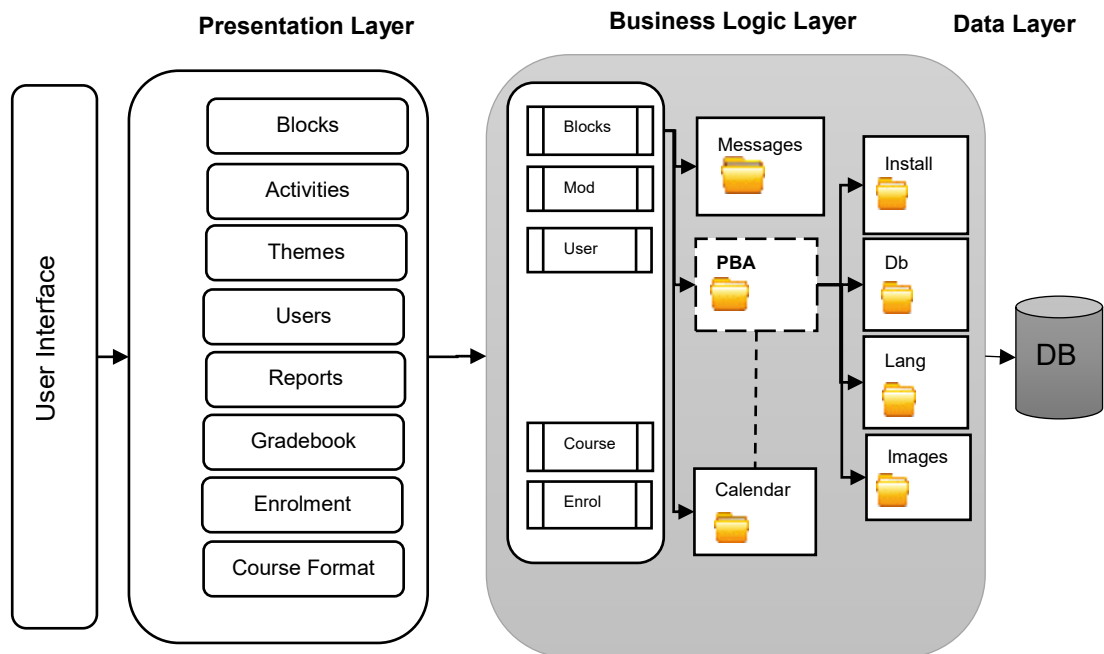 Presentation Layer
Business Logic Layer
Data Layer
User Interface
Blocks
Activities
Themes
Users
Reports
Gradebook
Enrolment
Course Format
Blocks
Mod
User
Course
Enrol
Messages
PBA
Calendar
Install
Db
Lang
Images
DB